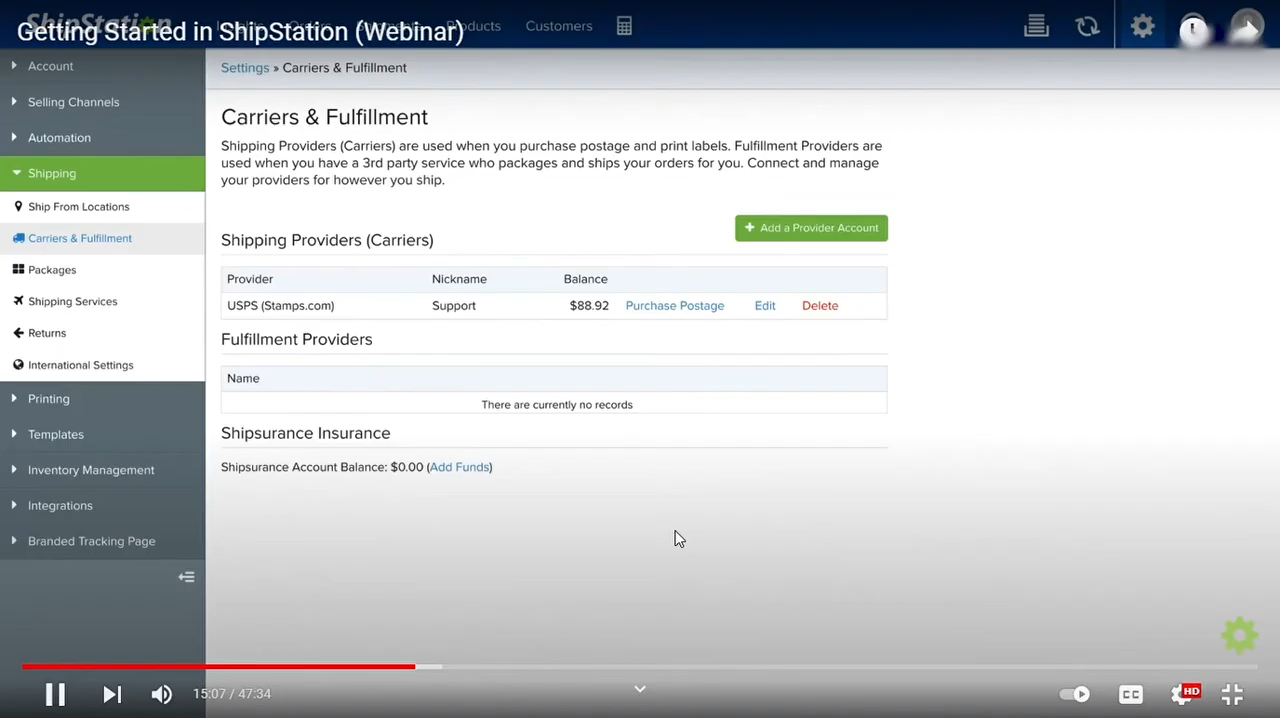 Getting Started in ShipStation (Webinar)
Products
Customers
Account
Selling Channels
Automation
Shipping
Ship From Locations
Carriers & Fulfillment
Packages
Shipping Services
Returns
International Settings
Printing
Templates
Inventory Management
Integrations
Branded Tracking Page
Settings » Carriers & Fulfillment
Carriers & Fulfillment
Shipping Providers (Carriers) are used when you purchase postage and print labels. Fulfillment Providers are
used when you have a 3rd party service who packages and ships your orders for you. Connect and manage
your providers for however you ship.
Add a Provider Account
Shipping Providers (Carriers)
Provider Nickname Balance
USPS (Stamps.com) Support $88.92 Purchase Postage Edit Delete
Fulfillment Providers
Name
There are currently no records
Shipsurance Insurance
Shipsurance Account Balance: $0.00 (Add Funds)
15:07 / 47:34
CC
HD